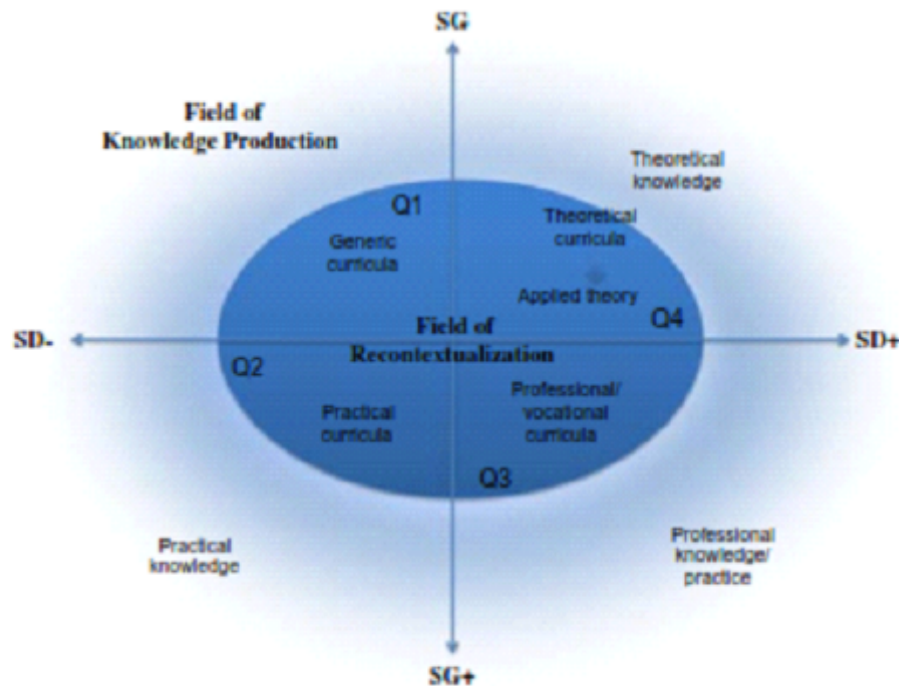 SG
Field of
Knowledge Production
Theoretical
knowledge
Q1
Theoretical
curricula
Generic
curricula
Applied theory
Q4
Field of
Recontextualization
SD-
SD+
Q2
Professional/
vocational
curricula
Practical
curricula
Q3
Practical
knowledge
Professional
knowledge/
practice
SG+